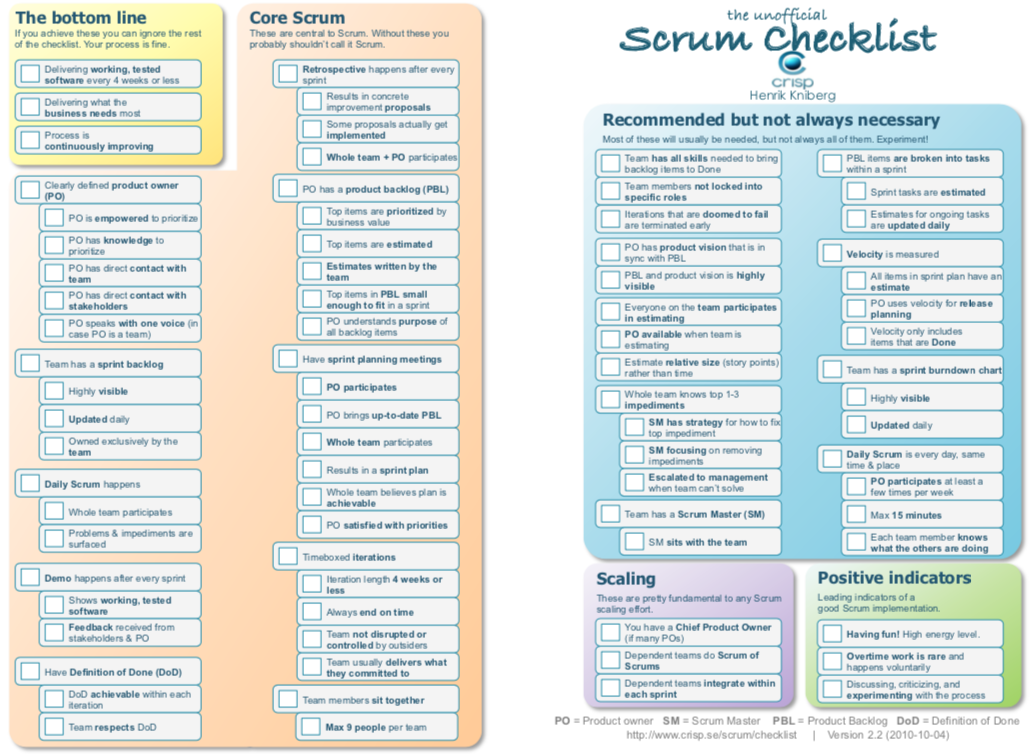 The bottom line
If you achieve these you can ignore the rest
of the checklist. Your process is fine.
Delivering working, tested
software every 4 weeks or less
Delivering what the
business needs most
Process is
continuously improving
Core Scrum
These are central to Scrum. Without these you
probably shouldn't call it Scrum.
Clearly defined product owner
(PO)
PO is empowered to prioritize
PO has knowledge to
prioritize
PO has direct contact with
team
PO has direct contact with
stakeholders
PO speaks with one voice (in
case PO is a team)
Team has a sprint backlog
Highly visible
Updated daily
Owned exclusively by the
team
Daily Scrum happens
Whole team participates
Problems & impediments are
surfaced
Demo happens after every sprint
Shows working, tested
software
Feedback received from
stakeholders & PO
Have Definition of Done (DoD)
DoD achievable within each
iteration
Team respects DoD
Retrospective happens after every
sprint
Results in concrete
improvement proposals
Some proposals actually get
implemented
Whole team + PO participates
PO has a product backlog (PBL)
Top items are prioritized by
business value
Top items are estimated
Estimates written by the
team
Top items in PBL small
enough to fit in a sprint
PO understands purpose of
all backlog items
Have sprint planning meetings
PO participates
PO brings up-to-date PBL
Whole team participates
Results in a sprint plan
Whole team believes plan is
achievable
PO satisfied with priorities
Timeboxed iterations
Iteration length 4 weeks or
less
Always end on time
Team not disrupted or
controlled by outsiders
Team usually delivers what
they committed to
Team members sit together
Max 9 people per team
the unofficial
Scrum Checklist
crisp
Henrik Kniberg
Recommended but not always necessary
Most of these will usually be needed, but not always all of them. Experiment!
Team has all skills needed to bring
backlog items to Done
Team members not locked into
specific roles
Iterations that are doomed to fail
are terminated early
PO has product vision that is in
sync with PBL
PBL and product vision is highly
visible
Everyone on the team participates
in estimating
PO available when team is
estimating
Estimate relative size (story points)
rather than time
Whole team knows top 1-3
impediments
SM has strategy for how to fix
top impediment
SM focusing on removing
impediments
Escalated to management
when team can't solve
Team has a Scrum Master (SM)
SM sits with the team
PBL items are broken into tasks
within a sprint
Sprint tasks are estimated
Estimates for ongoing tasks
are updated daily
Velocity is measured
All items in sprint plan have an
estimate
PO uses velocity for release
planning
Velocity only includes
items that are Done
Team has a sprint burndown chart
Highly visible
Updated daily
Daily Scrum is every day, same
time & place
PO participates at least a
few times per week
Max 15 minutes
Each team member knows
what the others are doing
Scaling
These are pretty fundamental to any Scrum
scaling effort.
You have a Chief Product Owner
(if many POs)
Dependent teams do Scrum of
Scrums
Dependent teams integrate within
each sprint
Positive indicators
Leading indicators of a
good Scrum implementation.
Having fun! High energy level.
Overtime work is rare and
happens voluntarily
Discussing, criticizing, and
experimenting with the process
PO = Product owner SM = Scrum Master PBL = Product Backlog DoD = Definition of Done
http://www.crisp.se/scrum/checklist | Version 2.2 (2010-10-04)